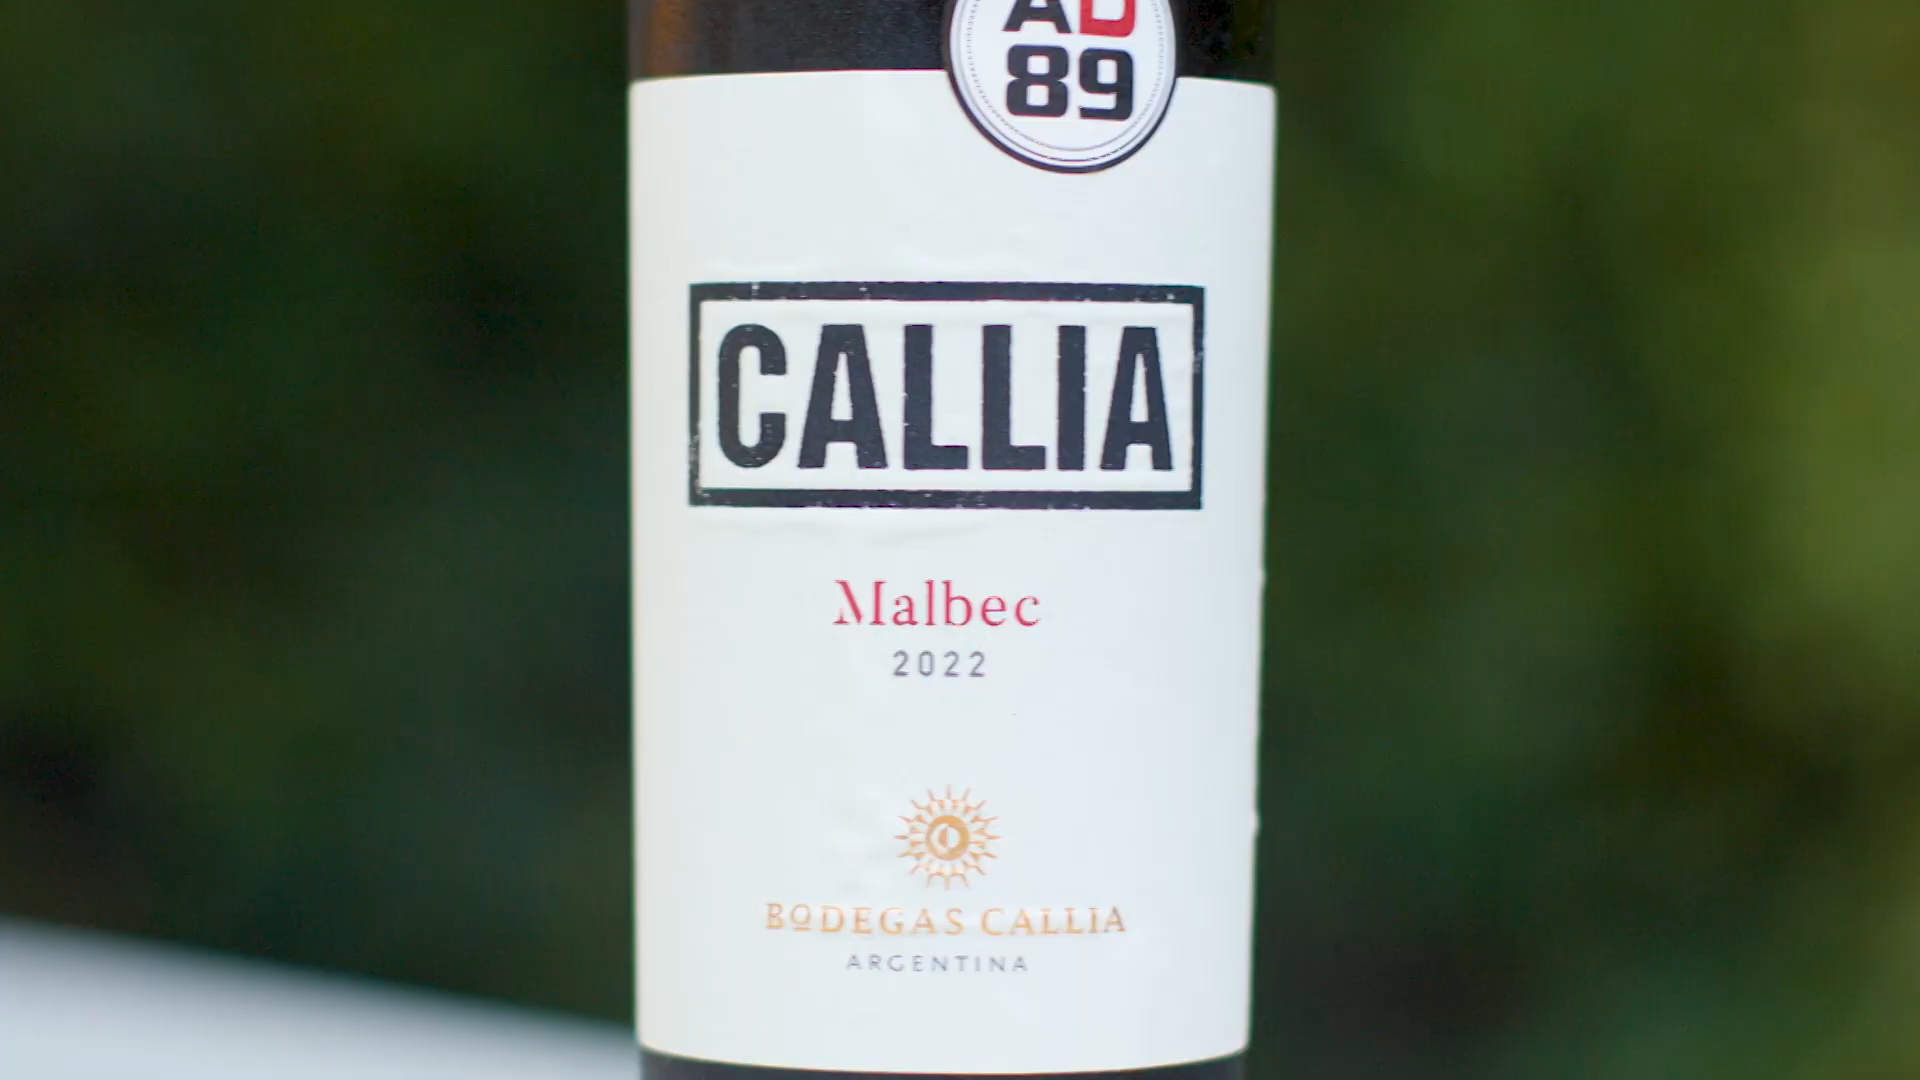 AD
89
CALLIA
Malbec
2022
BODEGAS CALLIA
ARGENTINA